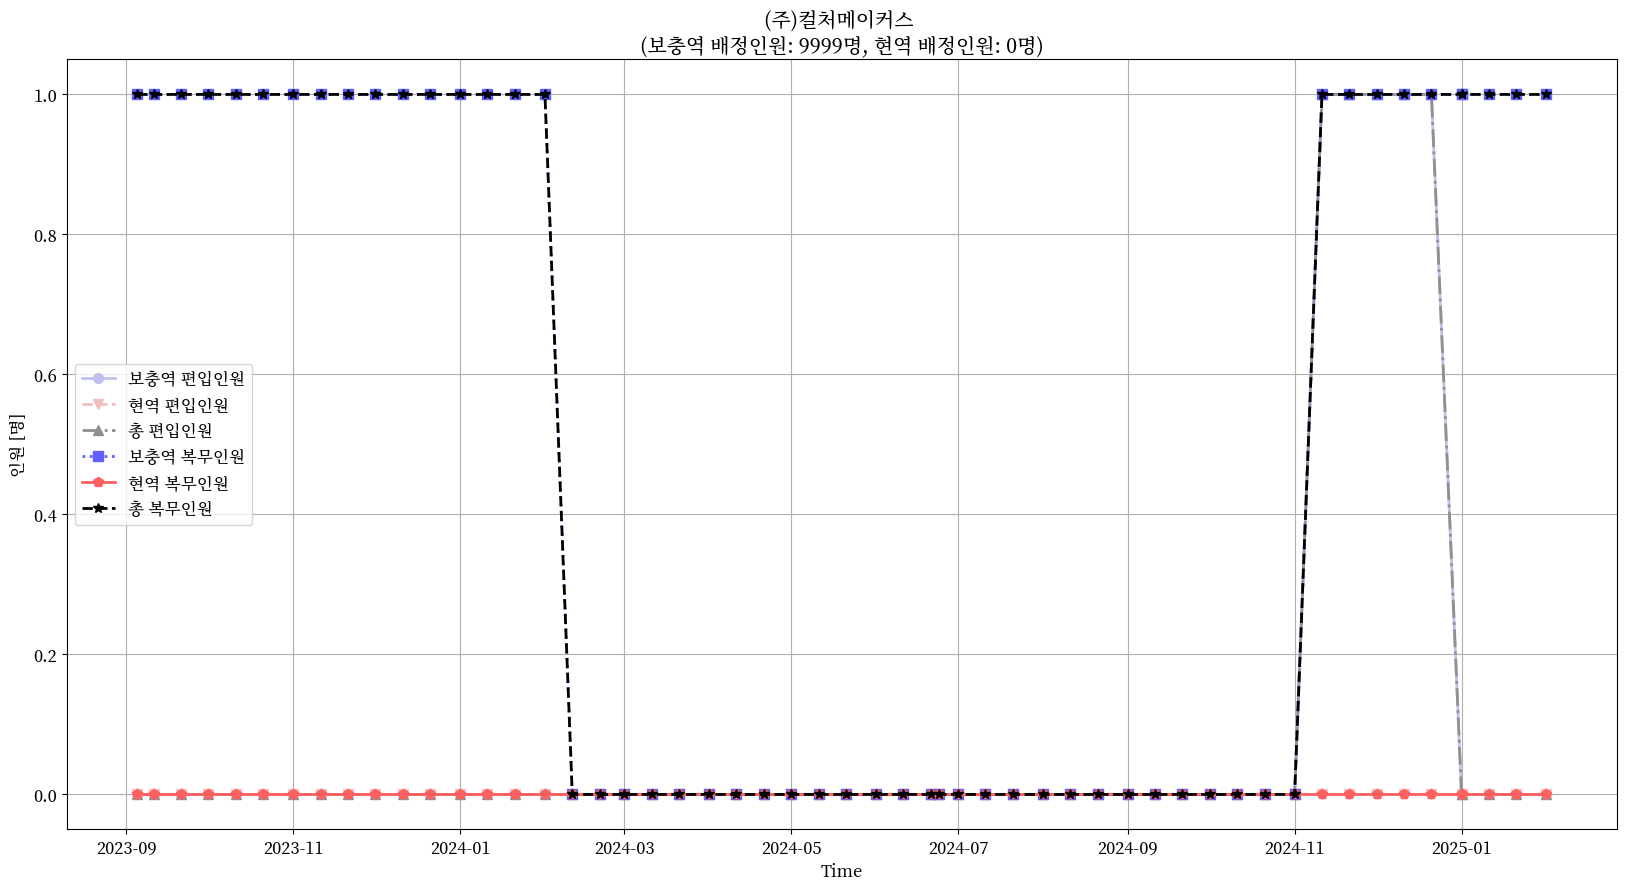 (주)컬처메이커스
(보충역 배정인원: 9999명, 현역 배정인원: 0명)
인원 [명]
1.0
0.8
0.6
0.4
0.2
0.0
보충역 편입인원
현역 편입인원
총 편입인원
보충역 복무인원
현역 복무인원
총 복무인원
2023-09
2023-11
2024-01
2024-03
2024-05
2024-07
2024-09
2024-11
2025-01
Time